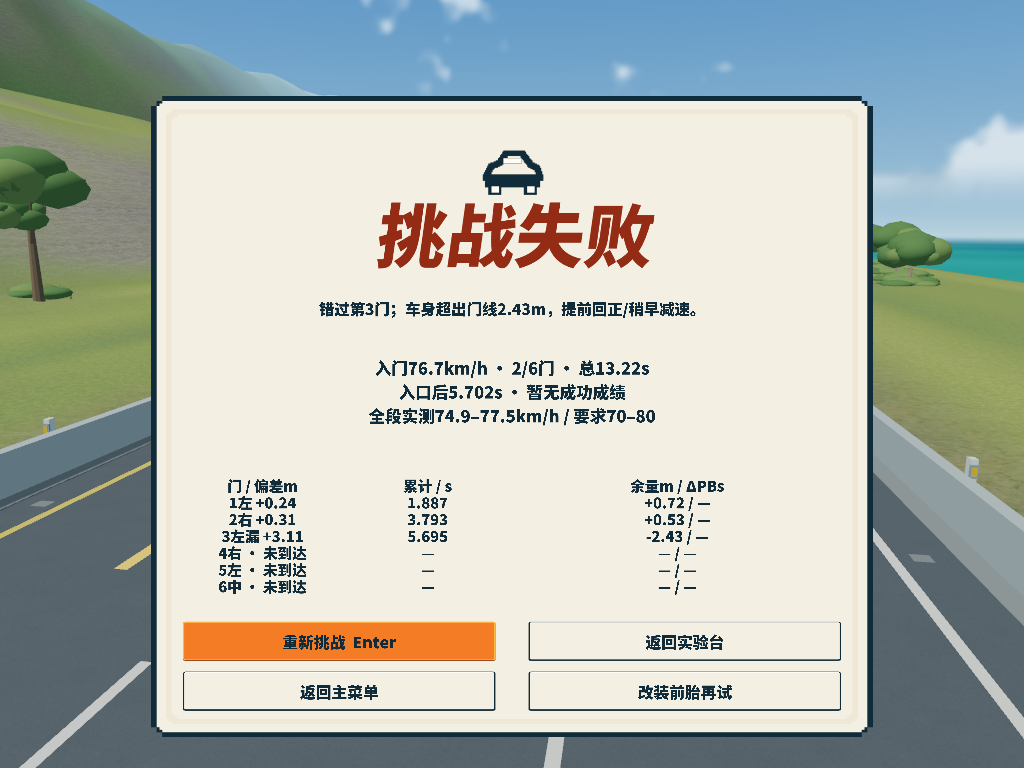 挑战失败
错过第3门；车身超出门线2.43m，提前回正/稍早减速。
入门76.7km/h · 2/6门 · 总13.22s
入口后5.702s · 暂无成功成绩
全段实测74.9–77.5km/h / 要求70–80
门 / 偏差m 累计 / s 余量m / ΔPBs
1左 +0.24 1.887 +0.72 / —
2右 +0.31 3.793 +0.53 / —
3左漏 +3.11 5.695 -2.43 / —
4右 · 未到达 — — / —
5左 · 未到达 — — / —
6中 · 未到达 — — / —
重新挑战 Enter 返回实验台
返回主菜单 改装前胎再试